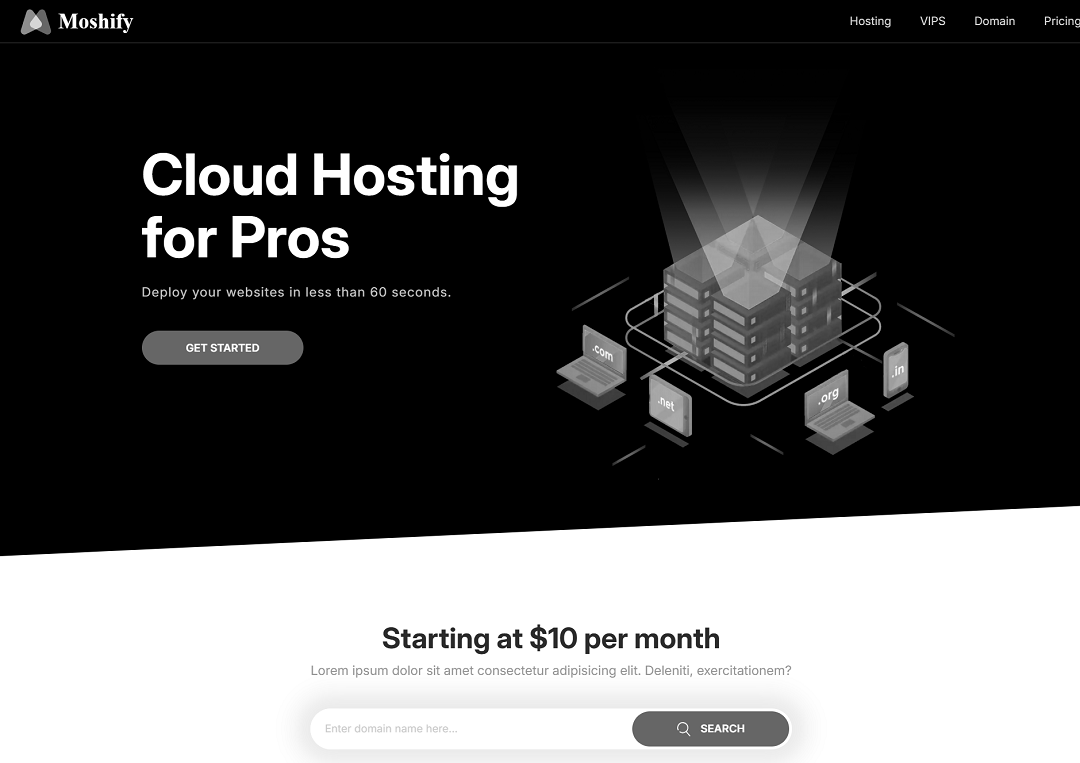 Moshify
Hosting VIPS Domain Pricing
Cloud Hosting
for Pros
Deploy your websites in less than 60 seconds.
GET STARTED
.com
.net
.org
.in
Starting at $10 per month
Lorem ipsum dolor sit amet consectetur adipisicing elit. Deleniti, exercitationem?
Enter domain name here...
SEARCH